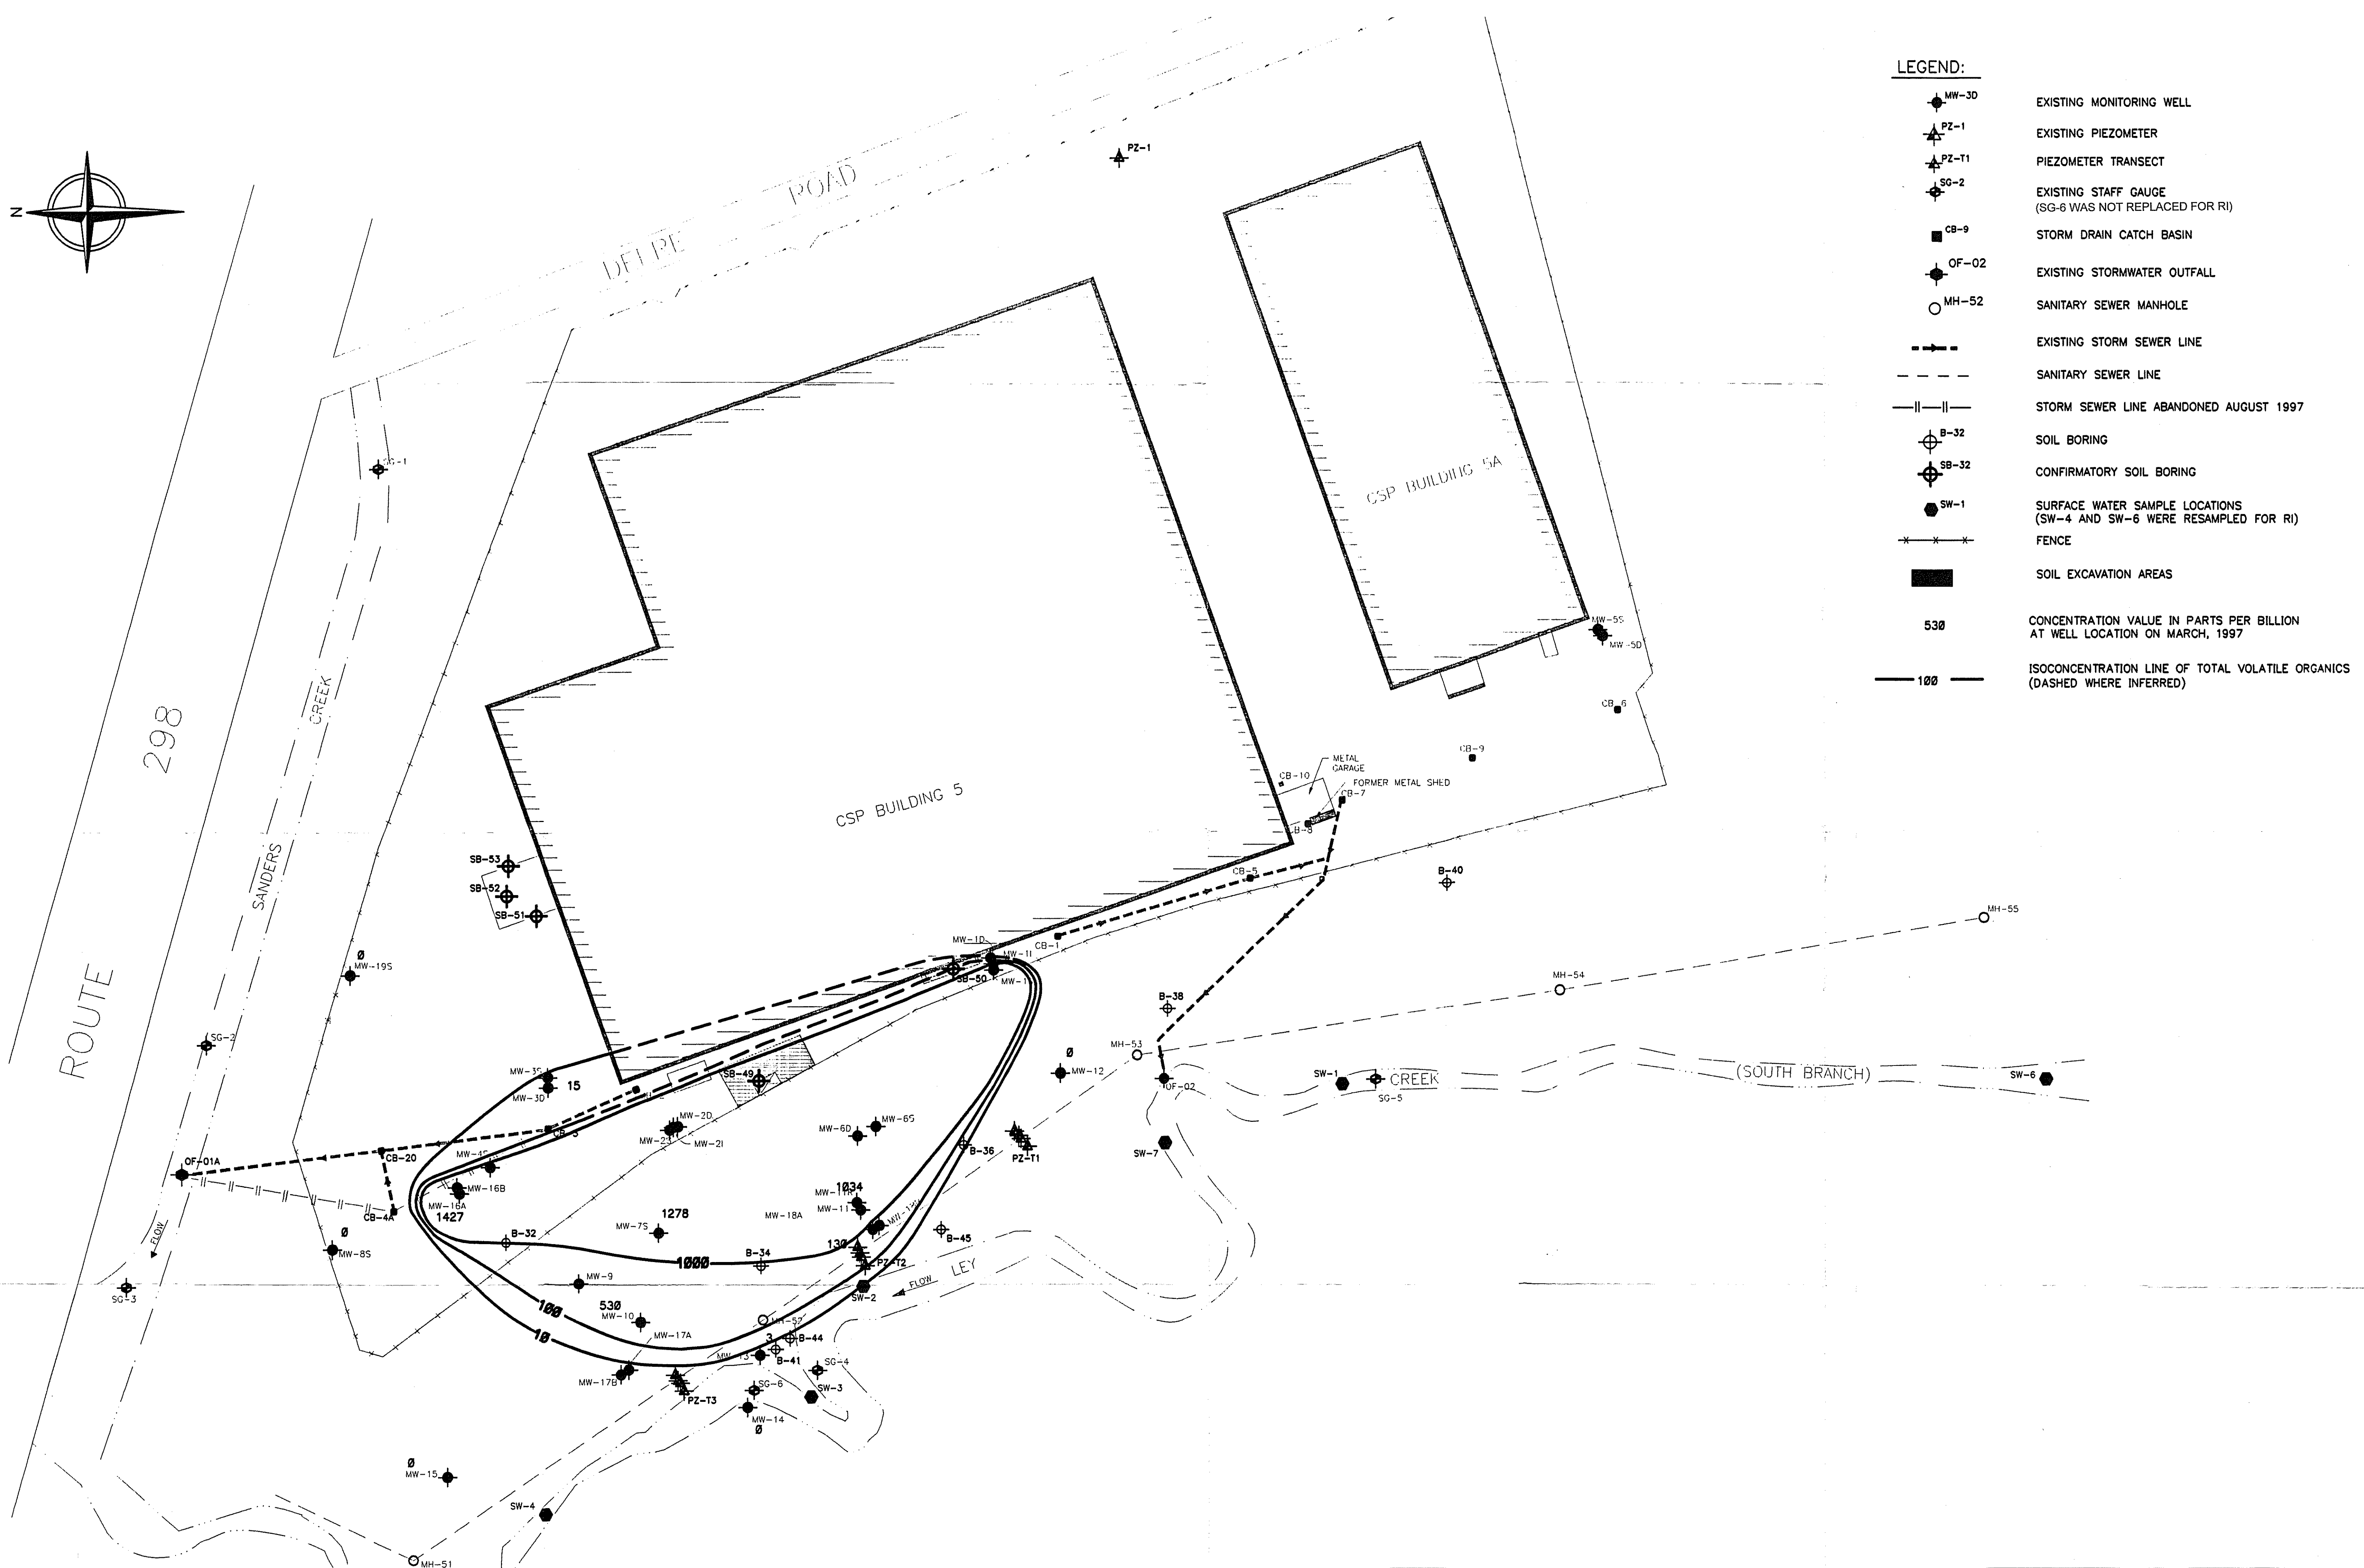 LEGEND:
MW-3D EXISTING MONITORING WELL
PZ-1 EXISTING PIEZOMETER
PZ-T1 PIEZOMETER TRANSECT
SG-2 EXISTING STAFF GAUGE
(SG-6 WAS NOT REPLACED FOR RI)
CB-9 STORM DRAIN CATCH BASIN
OF-02 EXISTING STORMWATER OUTFALL
MH-52 SANITARY SEWER MANHOLE
EXISTING STORM SEWER LINE
SANITARY SEWER LINE
STORM SEWER LINE ABANDONED AUGUST 1997
B-32 SOIL BORING
SB-32 CONFIRMATORY SOIL BORING
SW-1 SURFACE WATER SAMPLE LOCATIONS
(SW-4 AND SW-6 WERE RESAMPLED FOR RI)
FENCE
SOIL EXCAVATION AREAS
530 CONCENTRATION VALUE IN PARTS PER BILLION
AT WELL LOCATION ON MARCH, 1997
100 ISOCONCENTRATION LINE OF TOTAL VOLATILE ORGANICS
(DASHED WHERE INFERRED)
N
ROAD
PZ-1
SG-1
CSP BUILDING 5A
MW-5S
MW-5D
CREEK
298
CB-6
CB-9
METAL
GARAGE
CB-10
FORMER METAL SHED
CB-7
CSP BUILDING 5
SANDERS
SB-53
SB-52
SB-51
CB-5
B-40
MH-55
CB-1
MW-1D
MW-1I
Ø
MW-19S
SB-50
MH-54
ROUTE
B-38
SG-2
MH-53
Ø
MW-12
MW-3S
15
MW-3D
SB-49
OF-02
SW-1
CREEK
SG-5
(SOUTH BRANCH)
SW-6
MW-2D
MW-2S
MW-2I
MW-6D
MW-6S
B-36
PZ-T1
SW-7
OF-01A
CB-20
MW-16B
MW-16A
1427
CB-4A
1034
MW-11
MW-18A
1278
MW-7S
B-32
B-34
B-45
130
PZ-T2
1000
Ø
MW-8S
FLOW
LEY
FLOW
SG-3
MW-9
SW-2
100
10
530
MW-10
MW-17A
3
B-44
B-41
SG-4
MW-17B
PZ-T3
SG-6
SW-3
MW-14
Ø
Ø
MW-15
SW-4
MH-51